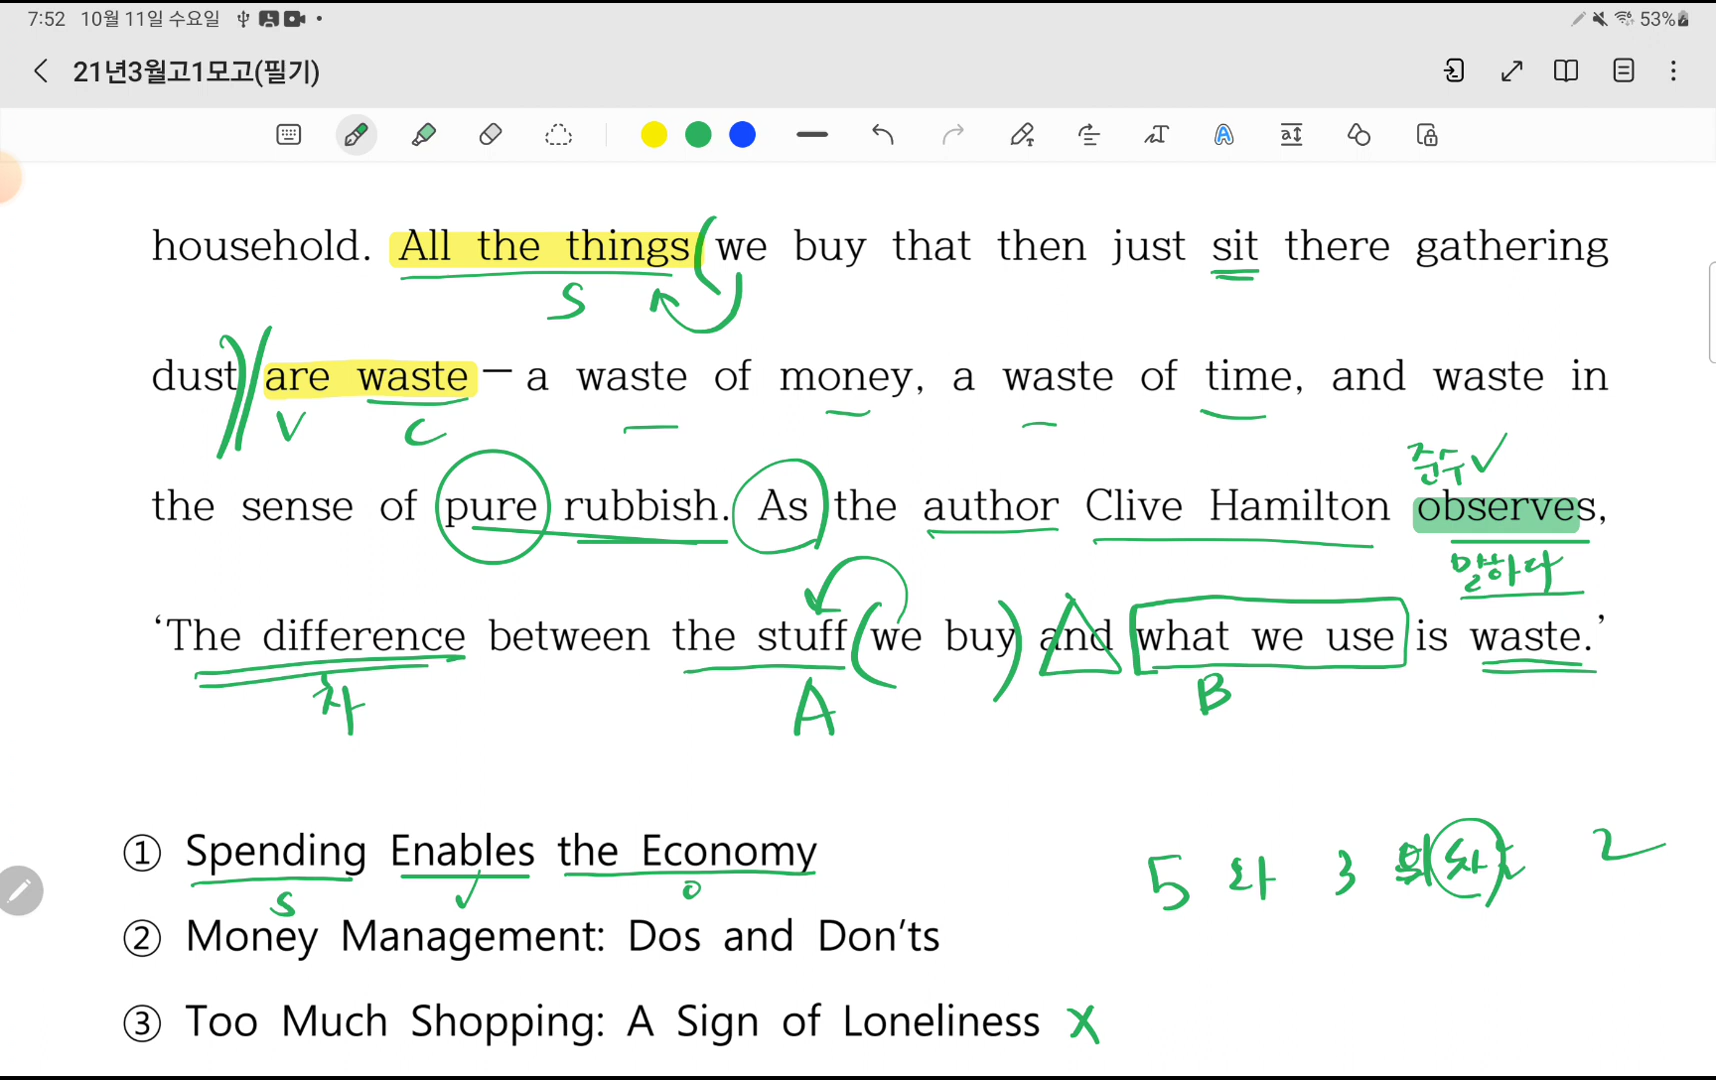 7:52 10월 11일 수요일 53%
21년3월고1모고(필기)
household. All the things we buy that then just sit there gathering
S
dust are waste — a waste of money, a waste of time, and waste in
V C
준수 ✓
the sense of pure rubbish. As the author Clive Hamilton observes,
말하다
‘The difference between the stuff (we buy) and what we use is waste.’
차 A B
① Spending Enables the Economy
S V O
5 와 3 의 차는 2
② Money Management: Dos and Don’ts
③ Too Much Shopping: A Sign of Loneliness X